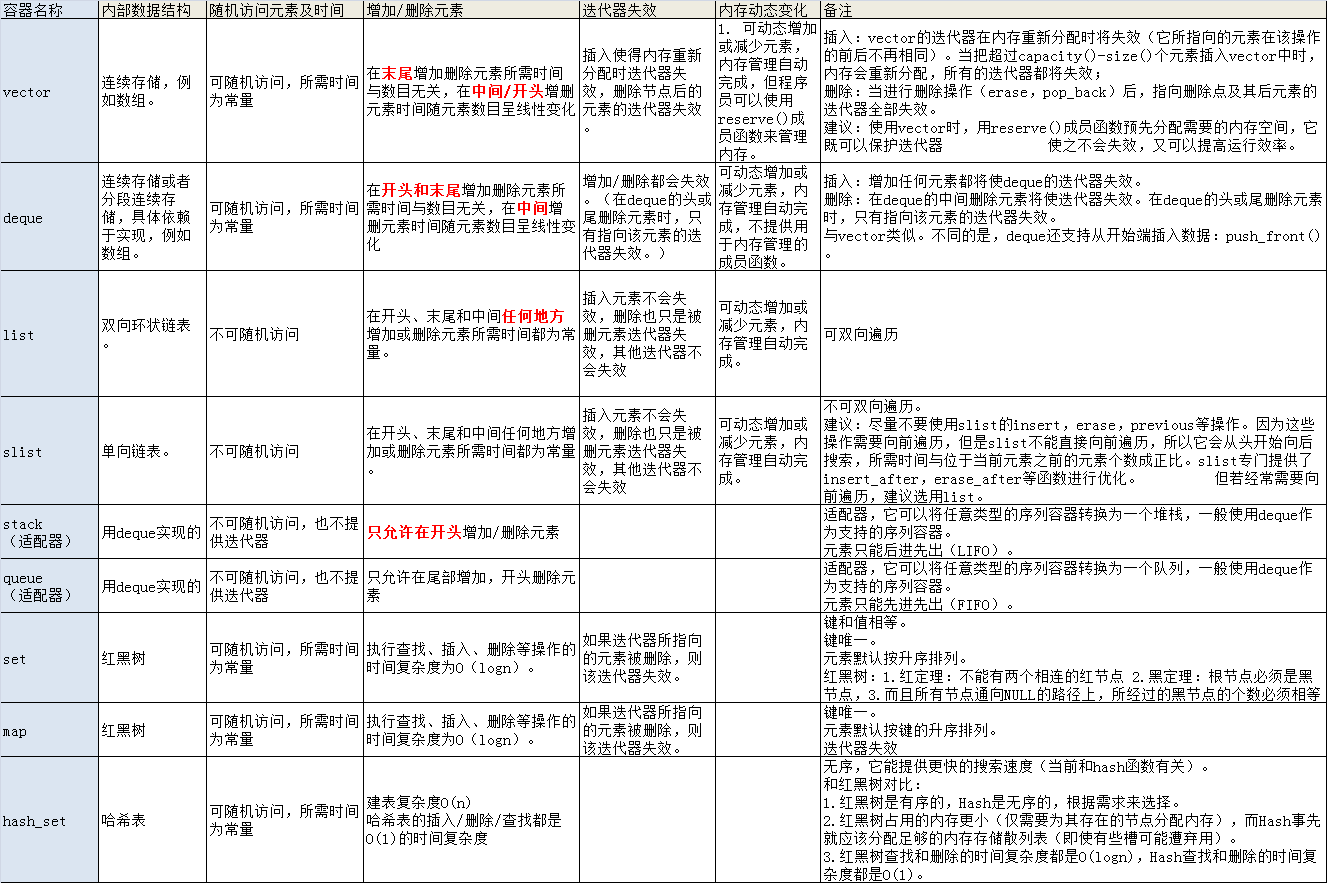 容器名称 内部数据结构 随机访问元素及时间 增加/删除元素 迭代器失效 内存动态变化 备注
vector
连续存储，例
如数组。
可随机访问，所需时间
为常量
在末尾增加删除元素所需时间
与数目无关，在中间/开头增删
元素时间随元素数目呈线性变化
插入使得内存重新
分配时迭代器失
效，删除节点后的
元素的迭代器失效
。
1. 可动态增加
或减少元素，
内存管理自动
完成，但程序
员可以使用
reserve()成
员函数来管理
内存。
插入：vector的迭代器在内存重新分配时将失效（它所指向的元素在该操作
的前后不再相同）。当把超过capacity()-size()个元素插入vector中时，
内存会重新分配，所有的迭代器都将失效；
删除：当进行删除操作（erase，pop_back）后，指向删除点及其后元素的
迭代器全部失效。
建议：使用vector时，用reserve()成员函数预先分配需要的内存空间，它
既可以保护迭代器 使之不会失效，又可以提高运行效率。
deque
连续存储或者
分段连续存
储，具体依赖
于实现，例如
数组。
可随机访问，所需时间
为常量
在开头和末尾增加删除元素所
需时间与数目无关，在中间增
删元素时间随元素数目呈线性变
化
增加/删除都会失效
。（在deque的头或
尾删除元素时，只
有指向该元素的迭
代器失效。）
可动态增加或
减少元素，内
存管理自动完
成，不提供用
于内存管理的
成员函数。
插入：增加任何元素都将使deque的迭代器失效。
删除：在deque的中间删除元素将使迭代器失效。在deque的头或尾删除元素
时，只有指向该元素的迭代器失效。
与vector类似。不同的是，deque还支持从开始端插入数据：push_front()
。
list
双向环状链表
。
不可随机访问
在开头、末尾和中间任何地方
增加或删除元素所需时间都为常
量。
插入元素不会失
效，删除也只是被
删元素迭代器失
效，其他迭代器不
会失效
可动态增加或
减少元素，内
存管理自动完
成。
可双向遍历
slist
单向链表。
不可随机访问
在开头、末尾和中间任何地方增
加或删除元素所需时间都为常量
。
插入元素不会失
效，删除也只是被
删元素迭代器失
效，其他迭代器不
会失效
可动态增加或
减少元素，内
存管理自动完
成。
不可双向遍历。
建议：尽量不要使用slist的insert，erase，previous等操作。因为这些
操作需要向前遍历，但是slist不能直接向前遍历，所以它会从头开始向后
搜索，所需时间与位于当前元素之前的元素个数成正比。slist专门提供了
insert_after，erase_after等函数进行优化。 但若经常需要向
前遍历，建议选用list。
stack
（适配器）
用deque实现的
不可随机访问，也不提
供迭代器
只允许在开头增加/删除元素
适配器，它可以将任意类型的序列容器转换为一个堆栈，一般使用deque作
为支持的序列容器。
元素只能后进先出（LIFO）。
queue
（适配器）
用deque实现的
不可随机访问，也不提
供迭代器
只允许在尾部增加，开头删除元
素
适配器，它可以将任意类型的序列容器转换为一个队列，一般使用deque作
为支持的序列容器。
元素只能先进先出（FIFO）。
set
红黑树
可随机访问，所需时间
为常量
执行查找、插入、删除等操作的
时间复杂度为O（logn）。
如果迭代器所指向
的元素被删除，则
该迭代器失效。
键和值相等。
键唯一。
元素默认按升序排列。
红黑树：1.红定理：不能有两个相连的红节点 2.黑定理：根节点必须是黑
节点，3.而且所有节点通向NULL的路径上，所经过的黑节点的个数必须相等
map
红黑树
可随机访问，所需时间
为常量
执行查找、插入、删除等操作的
时间复杂度为O（logn）。
如果迭代器所指向
的元素被删除，则
该迭代器失效。
键唯一。
元素默认按键的升序排列。
迭代器失效
hash_set
哈希表
可随机访问，所需时间
为常量
建表复杂度O(n)
哈希表的插入/删除/查找都是
O(1)的时间复杂度
无序，它能提供更快的搜索速度（当前和hash函数有关）。
和红黑树对比：
1.红黑树是有序的，Hash是无序的，根据需求来选择。
2.红黑树占用的内存更小（仅需要为其存在的节点分配内存），而Hash事先
就应该分配足够的内存存储散列表（即使有些槽可能遭弃用）。
3.红黑树查找和删除的时间复杂度都是O(logn)，Hash查找和删除的时间复
杂度都是O(1)。